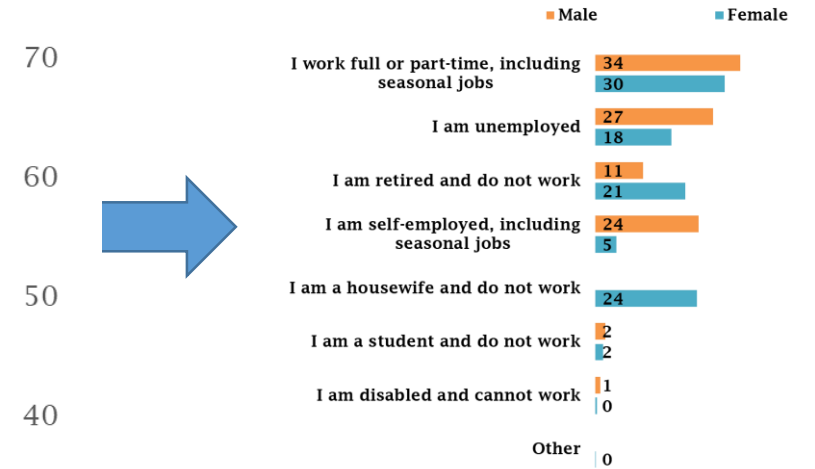 Male Female
70
I work full or part-time, including
seasonal jobs
34
30
I am unemployed
27
18
60
I am retired and do not work
11
21
I am self-employed, including
seasonal jobs
24
5
50
I am a housewife and do not work
24
I am a student and do not work
2
2
I am disabled and cannot work
1
0
40
Other
0